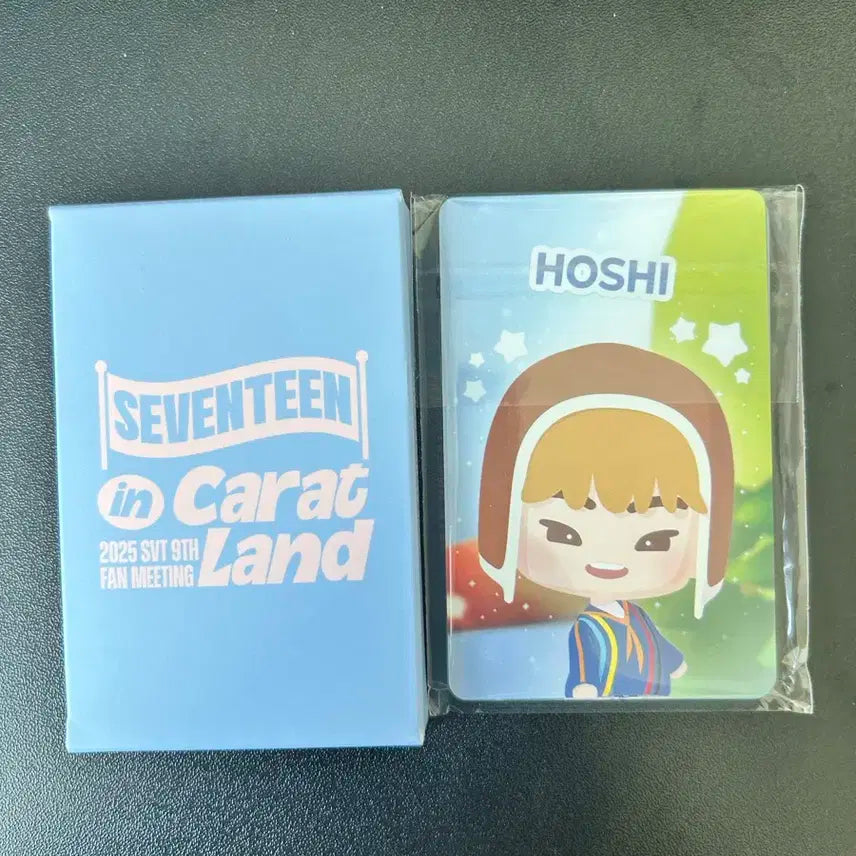 SEVENTEEN
in Carat
2025 SVT 9TH
FAN MEETING
Land
HOSHI